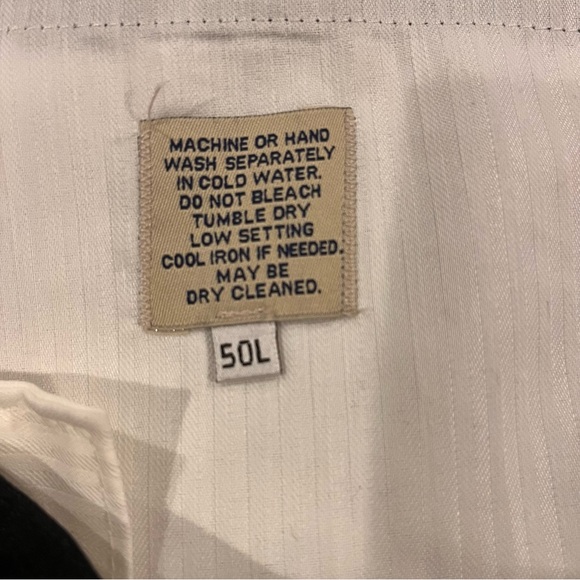 MACHINE OR HAND
WASH SEPARATELY
IN COLD WATER.
DO NOT BLEACH
TUMBLE DRY
LOW SETTING
COOL IRON IF NEEDED.
MAY BE
DRY CLEANED.
50L